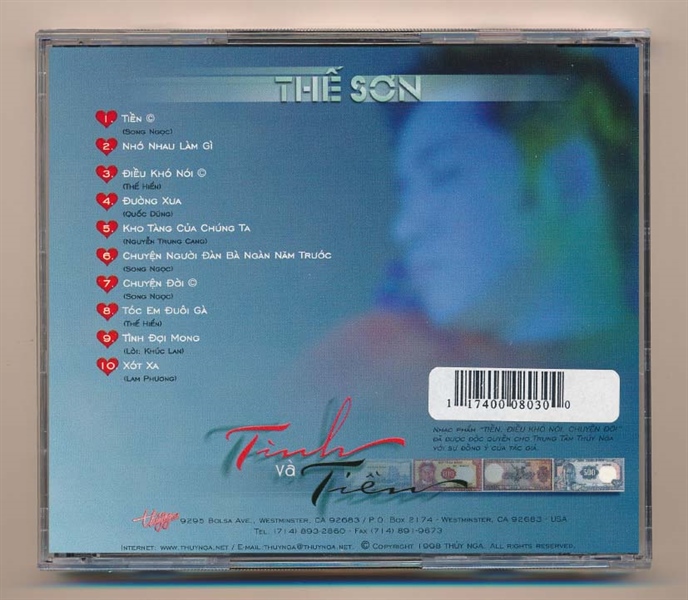 THẾ SƠN
1. TIỀN ©
(SONG NGỌC)
2. NHỚ NHAU LÀM GÌ
3. ĐIỀU KHÓ NÓI ©
(THẾ HIỂN)
4. ĐƯỜNG XƯA
(QUỐC DŨNG)
5. KHO TÀNG CỦA CHÚNG TA
(NGUYỄN TRUNG CANG)
6. CHUYỆN NGƯỜI ĐÀN BÀ NGÀN NĂM TRƯỚC
(SONG NGỌC)
7. CHUYỆN ĐỜI ©
(SONG NGỌC)
8. TÓC EM ĐUÔI GÀ
(THẾ HIỂN)
9. TÌNH ĐỢI MONG
(LỜI: KHÚC LAN)
10. XÓT XA
(LAM PHƯƠNG)
1 17400 08030 0
NHẠC PHẨM "TIỀN, ĐIỀU KHÓ NÓI, CHUYỆN ĐỜI"
ĐÃ ĐƯỢC ĐỘC QUYỀN CHO TRUNG TÂM THÚY NGA
VỚI SỰ ĐỒNG Ý CỦA TÁC GIẢ.
Tình
và
Tiền
500
Thúy Nga 9295 BOLSA AVE., WESTMINSTER, CA 92683 / P.O. BOX 2174 - WESTMINSTER, CA 92683 - USA
TEL. (714) 893-2860 - FAX (714) 891-9673
INTERNET: WWW.THUYNGA.NET / E-MAIL:THUYNGA@THUYNGA.NET. © COPYRIGHT 1998 THÚY NGA. ALL RIGHTS RESERVED.